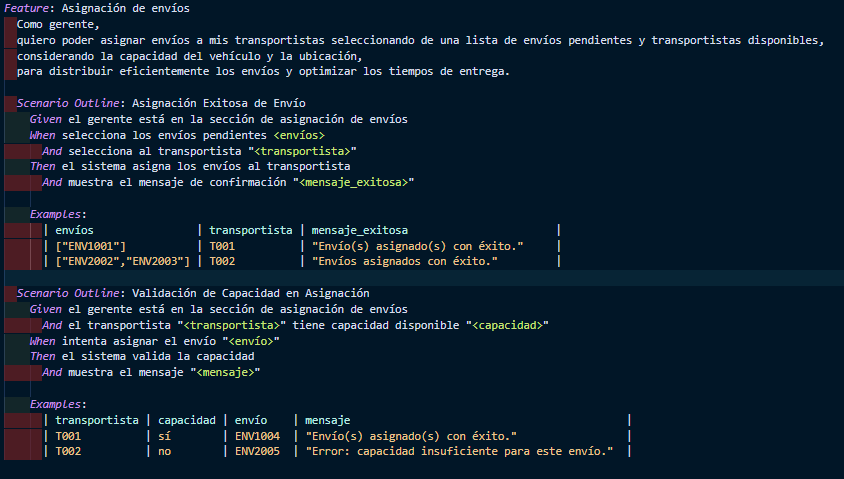 Feature: Asignación de envíos
Como gerente,
quiero poder asignar envíos a mis transportistas seleccionando de una lista de envíos pendientes y transportistas disponibles,
considerando la capacidad del vehículo y la ubicación,
para distribuir eficientemente los envíos y optimizar los tiempos de entrega.
Scenario Outline: Asignación Exitosa de Envío
Given el gerente está en la sección de asignación de envíos
When selecciona los envíos pendientes <envíos>
And selecciona al transportista "<transportista>"
Then el sistema asigna los envíos al transportista
And muestra el mensaje de confirmación "<mensaje_exitosa>"
Examples:
| envíos | transportista | mensaje_exitosa |
| ["ENV1001"] | T001 | "Envío(s) asignado(s) con éxito." |
| ["ENV2002","ENV2003"] | T002 | "Envíos asignados con éxito." |
Scenario Outline: Validación de Capacidad en Asignación
Given el gerente está en la sección de asignación de envíos
And el transportista "<transportista>" tiene capacidad disponible "<capacidad>"
When intenta asignar el envío "<envío>"
Then el sistema valida la capacidad
And muestra el mensaje "<mensaje>"
Examples:
| transportista | capacidad | envío | mensaje |
| T001 | sí | ENV1004 | "Envío(s) asignado(s) con éxito." |
| T002 | no | ENV2005 | "Error: capacidad insuficiente para este envío." |